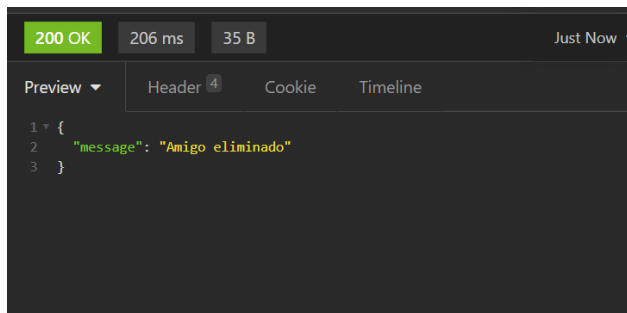 200 OK 206 ms 35 B Just Now
Preview Header 4 Cookie Timeline
1 {
2 "message": "Amigo eliminado"
3 }